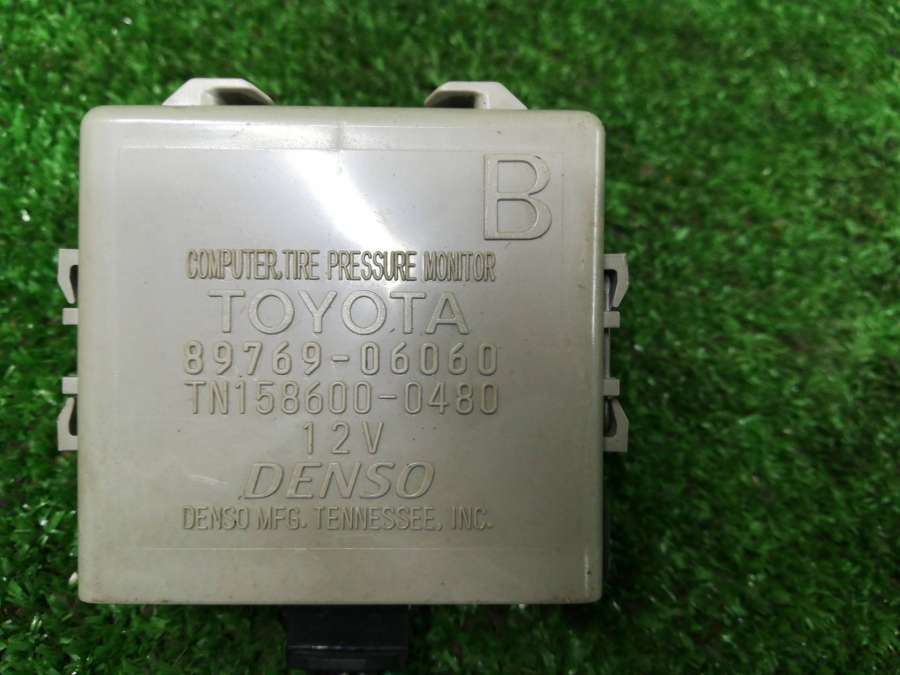 B
COMPUTER,TIRE PRESSURE MONITOR
TOYOTA
89769-06060
TN158600-0480
12V
DENSO
DENSO MFG. TENNESSEE, INC.